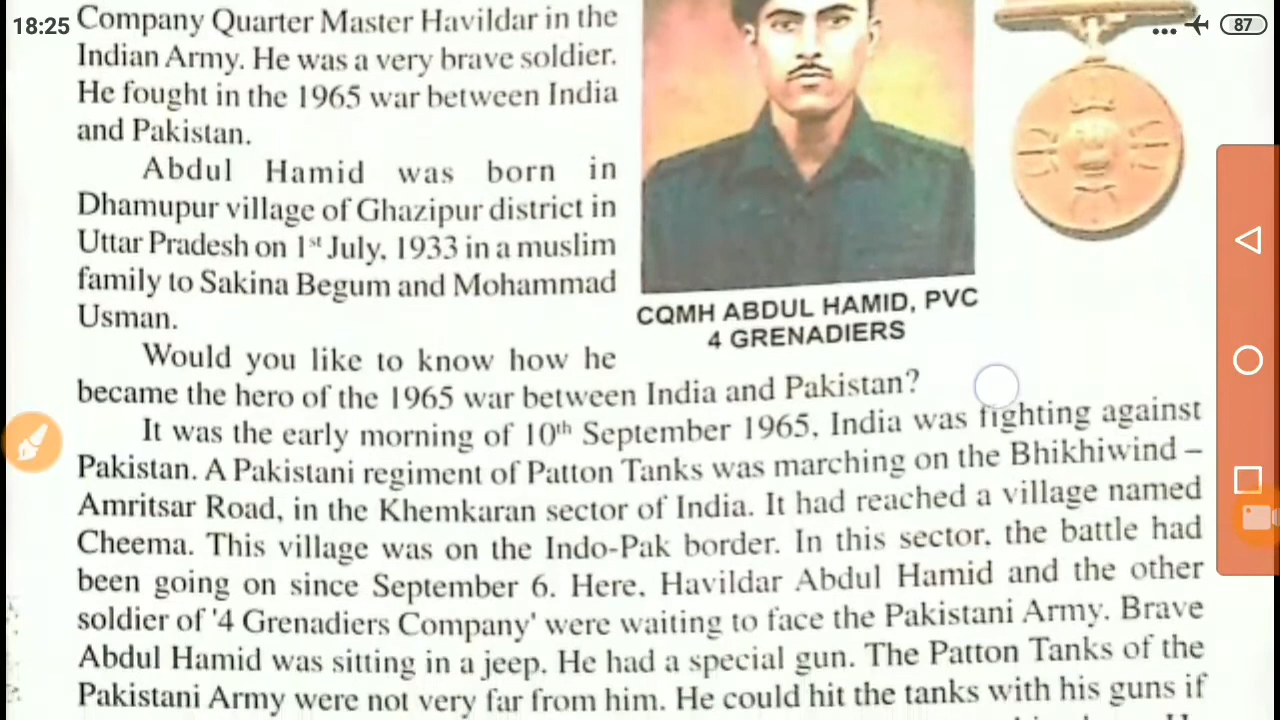 18:25
87
Company Quarter Master Havildar in the
Indian Army. He was a very brave soldier.
He fought in the 1965 war between India
and Pakistan.
Abdul Hamid was born in
Dhamupur village of Ghazipur district in
Uttar Pradesh on 1st July, 1933 in a muslim
family to Sakina Begum and Mohammad
Usman.
CQMH ABDUL HAMID, PVC
4 GRENADIERS
Would you like to know how he
became the hero of the 1965 war between India and Pakistan?
It was the early morning of 10th September 1965, India was fighting against
Pakistan. A Pakistani regiment of Patton Tanks was marching on the Bhikhiwind –
Amritsar Road, in the Khemkaran sector of India. It had reached a village named
Cheema. This village was on the Indo-Pak border. In this sector, the battle had
been going on since September 6. Here, Havildar Abdul Hamid and the other
soldier of '4 Grenadiers Company' were waiting to face the Pakistani Army. Brave
Abdul Hamid was sitting in a jeep. He had a special gun. The Patton Tanks of the
Pakistani Army were not very far from him. He could hit the tanks with his guns if